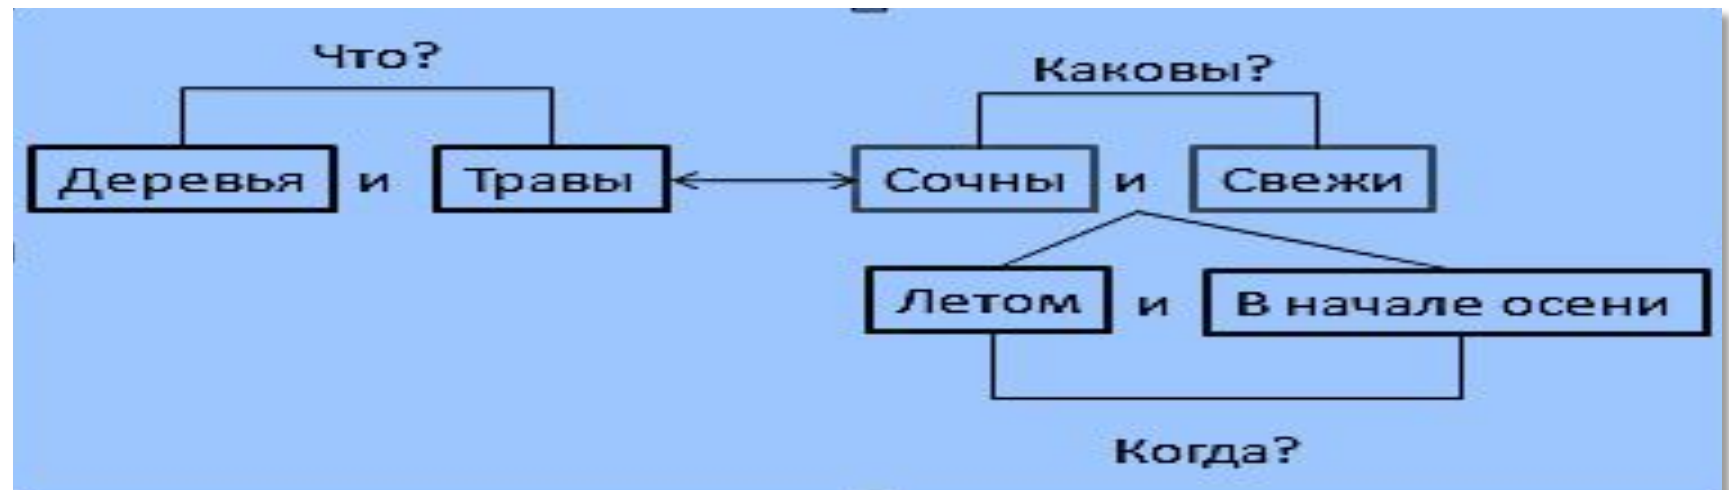 Что?
Каковы?
Деревья и Травы Сочны и Свежи
Летом и В начале осени
Когда?